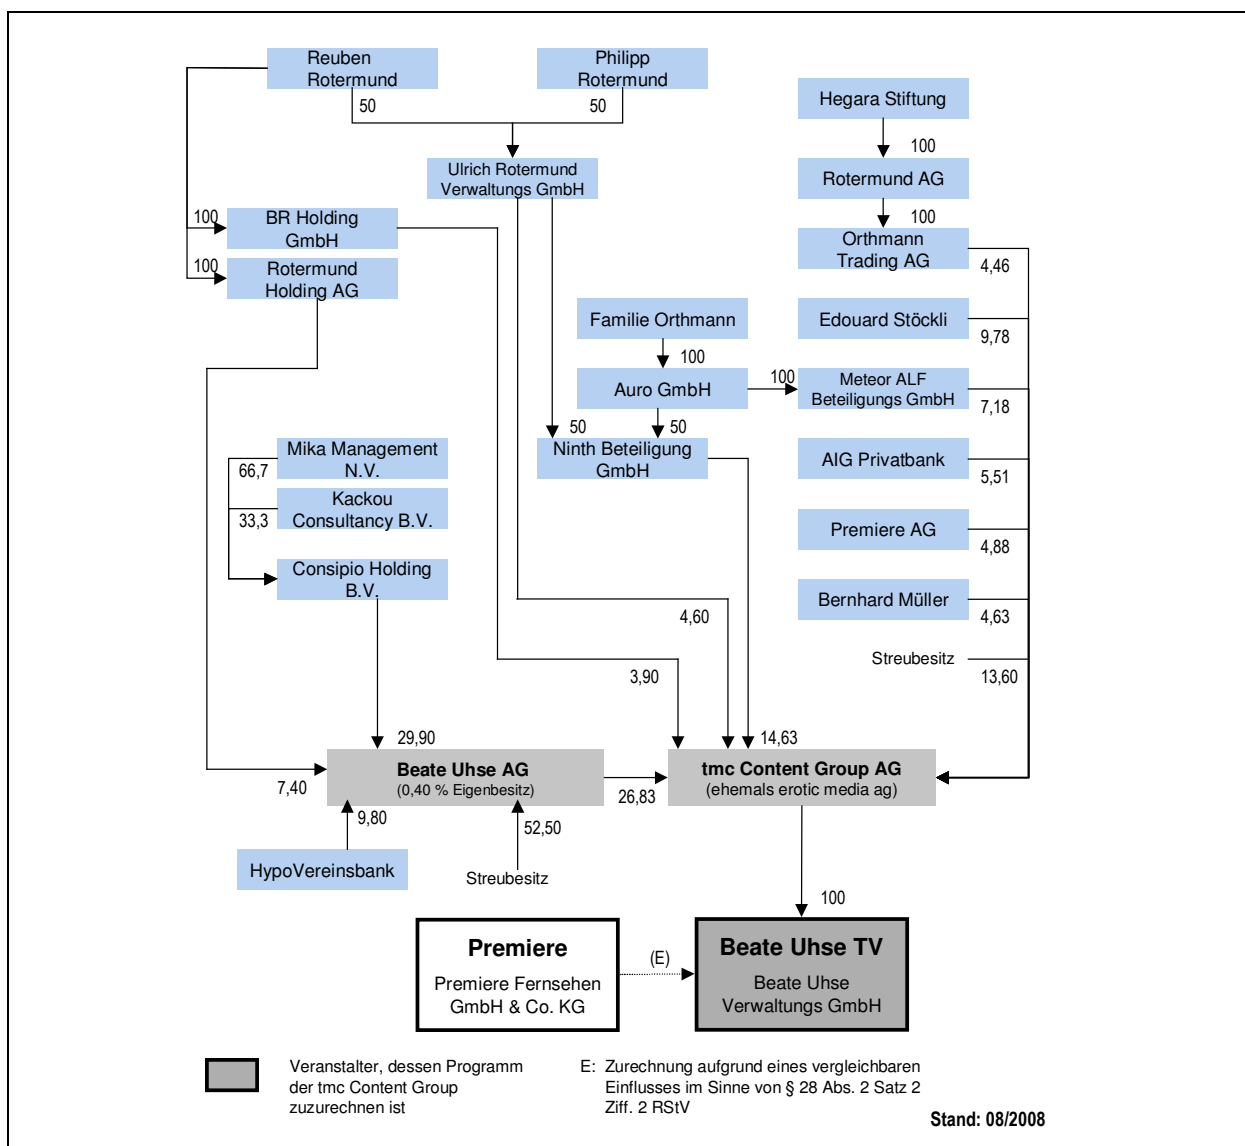 Reuben
Rotermund
Philipp
Rotermund
50
50
Hegara Stiftung
100
Ulrich Rotermund
Verwaltungs GmbH
Rotermund AG
100
100
BR Holding
GmbH
Orthmann
Trading AG
4,46
100
Rotermund
Holding AG
Familie Orthmann
Edouard Stöckli
9,78
100
Auro GmbH
100
Meteor ALF
Beteiligungs GmbH
7,18
50
50
Mika Management
N.V.
66,7
Ninth Beteiligung
GmbH
AIG Privatbank
5,51
Kackou
Consultancy B.V.
33,3
Premiere AG
4,88
Consipio Holding
B.V.
Bernhard Müller
4,63
4,60
Streubesitz
13,60
3,90
29,90
14,63
Beate Uhse AG
(0,40 % Eigenbesitz)
tmc Content Group AG
(ehemals erotic media ag)
7,40
26,83
9,80
52,50
HypoVereinsbank
Streubesitz
100
Premiere
Premiere Fernsehen
GmbH & Co. KG
(E)
Beate Uhse TV
Beate Uhse
Verwaltungs GmbH
Veranstalter, dessen Programm
der tmc Content Group
zuzurechnen ist
E: Zurechnung aufgrund eines vergleichbaren
Einflusses im Sinne von § 28 Abs. 2 Satz 2
Ziff. 2 RStV
Stand: 08/2008